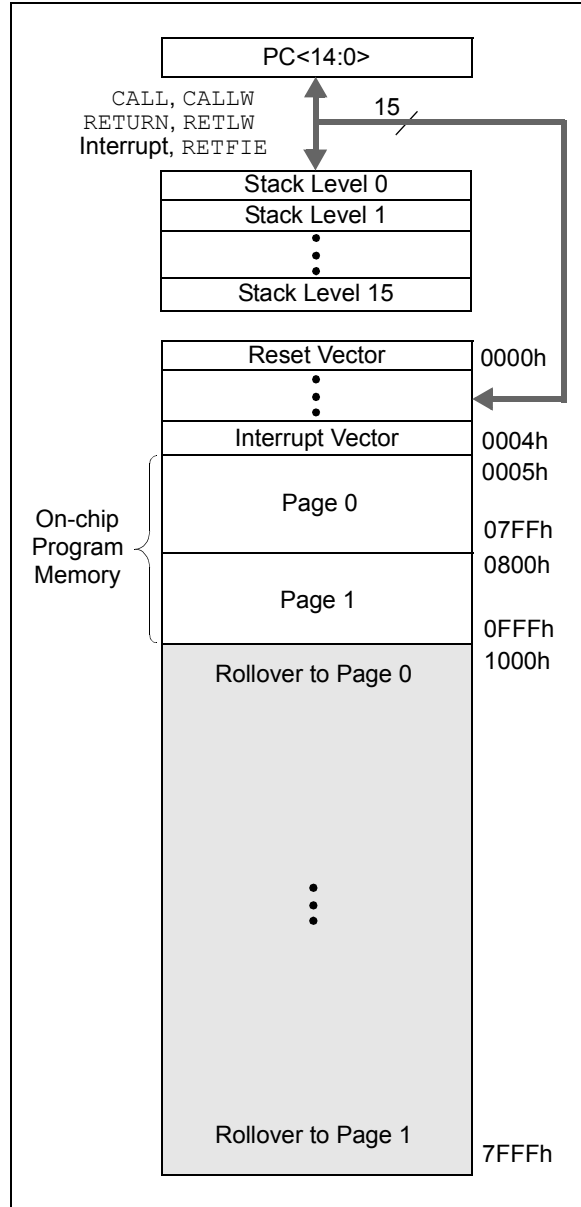 PC<14:0>
CALL, CALLW
RETURN, RETLW
Interrupt, RETFIE
15
Stack Level 0
Stack Level 1
Stack Level 15
Reset Vector
0000h
Interrupt Vector
0004h
0005h
On-chip
Program
Memory
Page 0
07FFh
0800h
Page 1
0FFFh
1000h
Rollover to Page 0
Rollover to Page 1
7FFFh